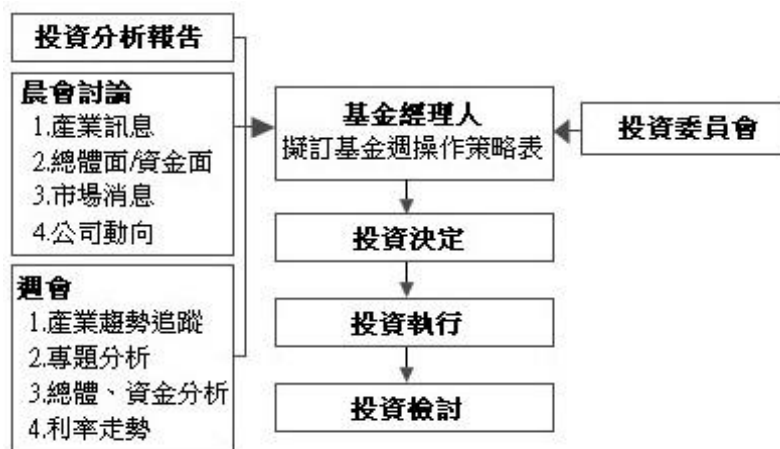 投資分析報告
晨會討論
1.產業訊息
2.總體面/資金面
3.市場消息
4.公司動向
週會
1.產業趨勢追蹤
2.專題分析
3.總體、資金分析
4.利率走勢
基金經理人
擬訂基金週操作策略表
投資委員會
投資決定
投資執行
投資檢討